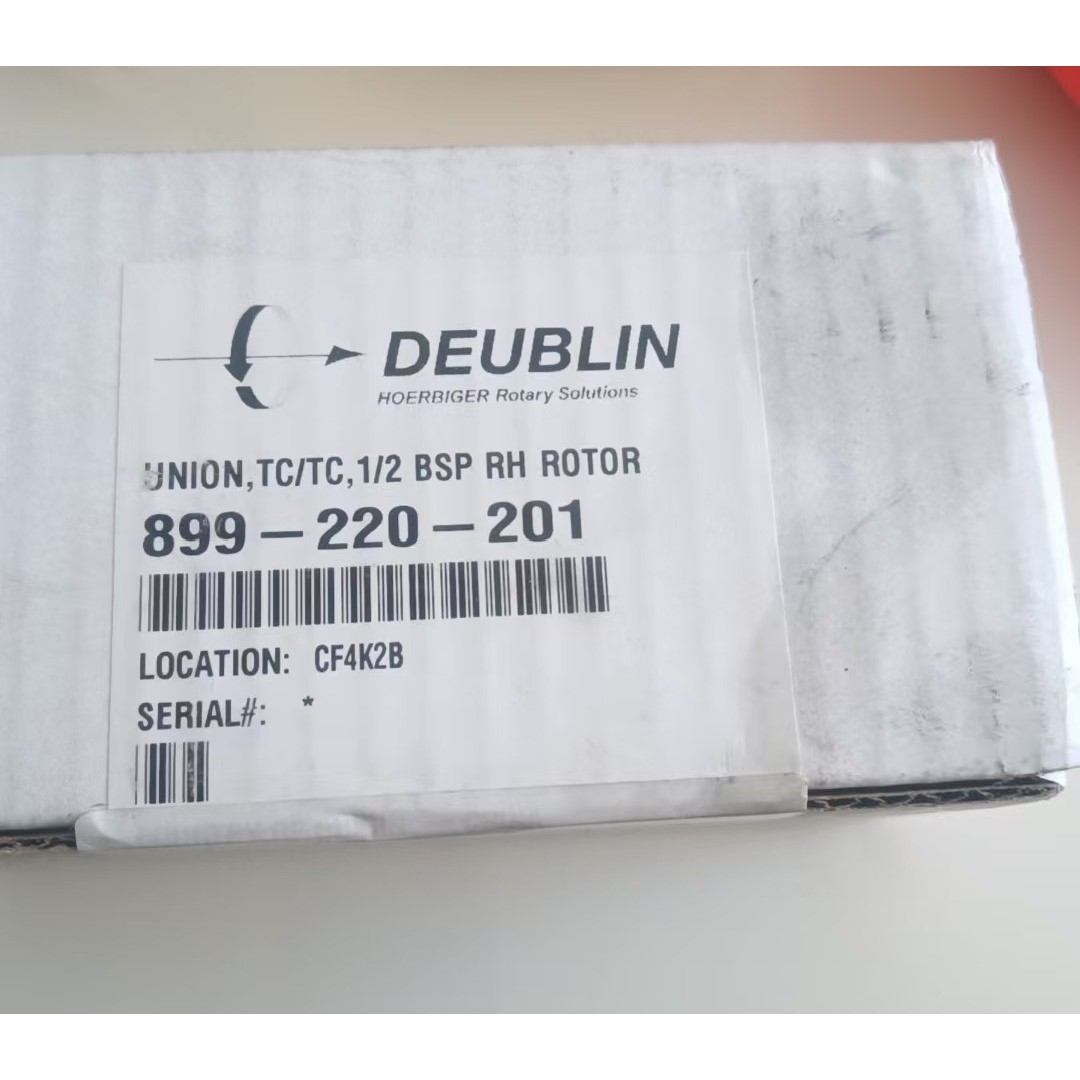 DEUBLIN
HOERBIGER Rotary Solutions
UNION,TC/TC,1/2 BSP RH ROTOR
899-220-201
LOCATION: CF4K2B
SERIAL#: *